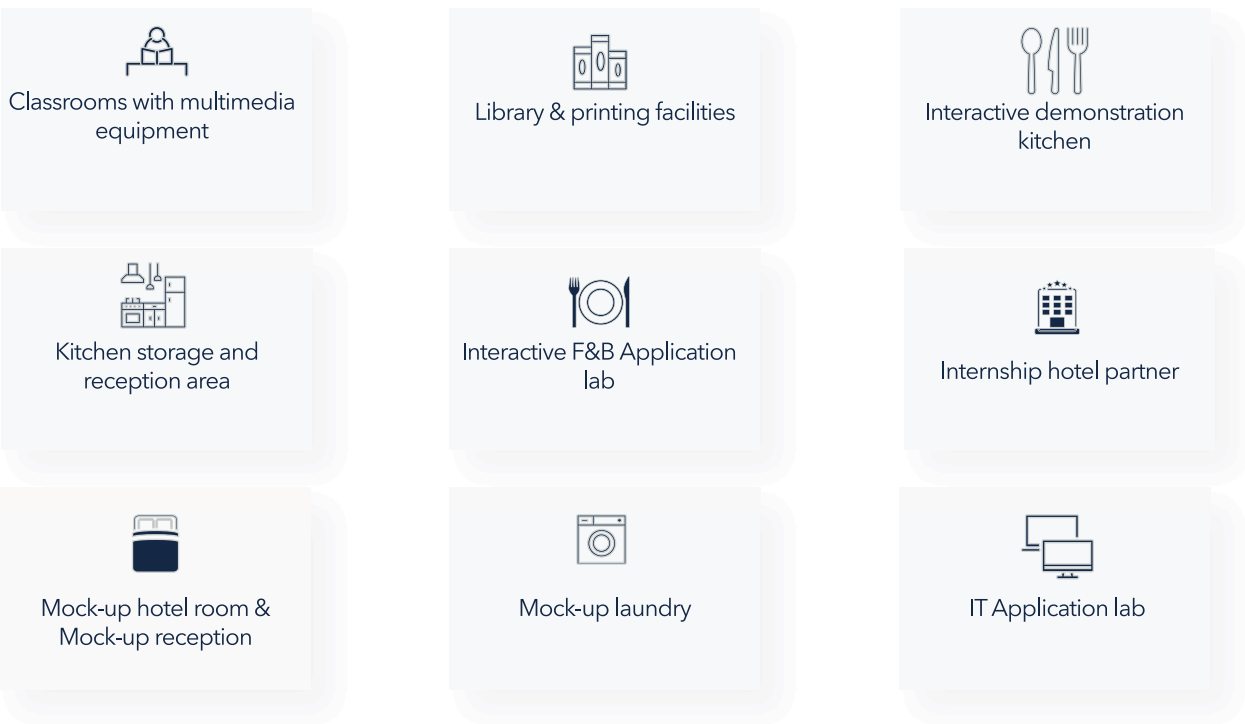 Classrooms with multimedia
equipment
Library & printing facilities
Interactive demonstration
kitchen
Kitchen storage and
reception area
Interactive F&B Application
lab
Internship hotel partner
Mock-up hotel room &
Mock-up reception
Mock-up laundry
IT Application lab